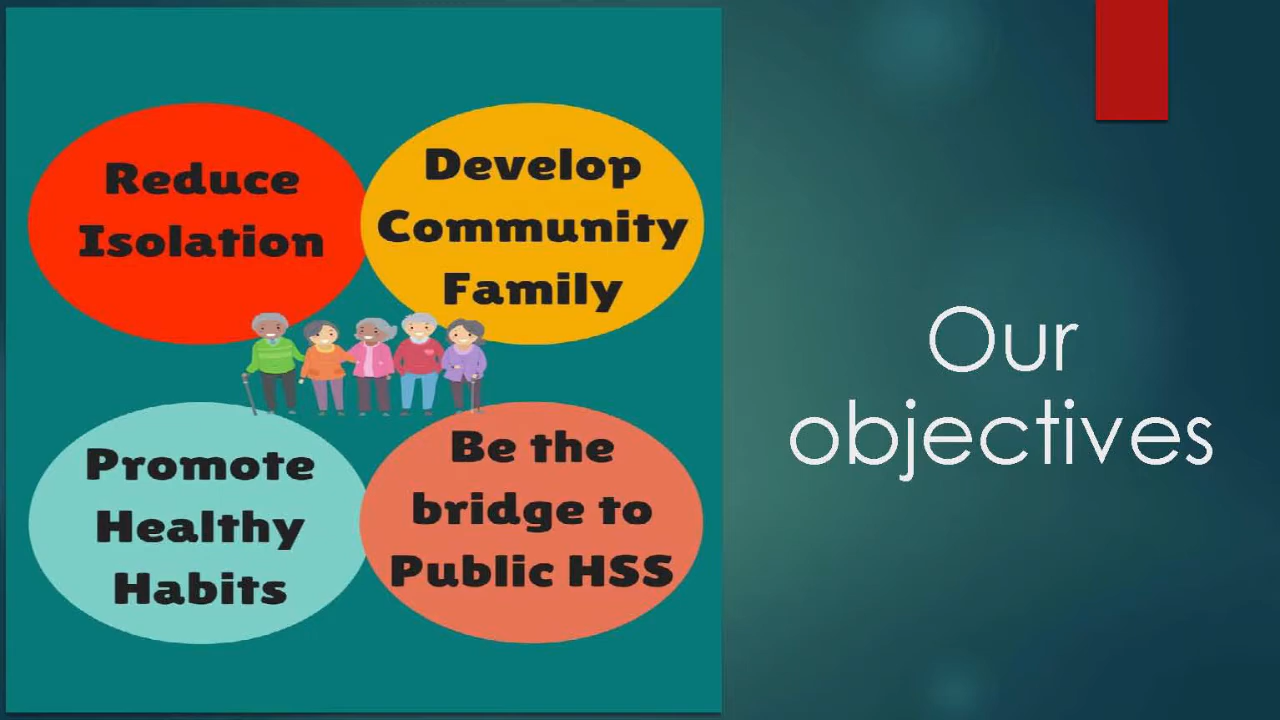 Reduce
Isolation
Develop
Community
Family
Promote
Healthy
Habits
Be the
bridge to
Public HSS
Our
objectives